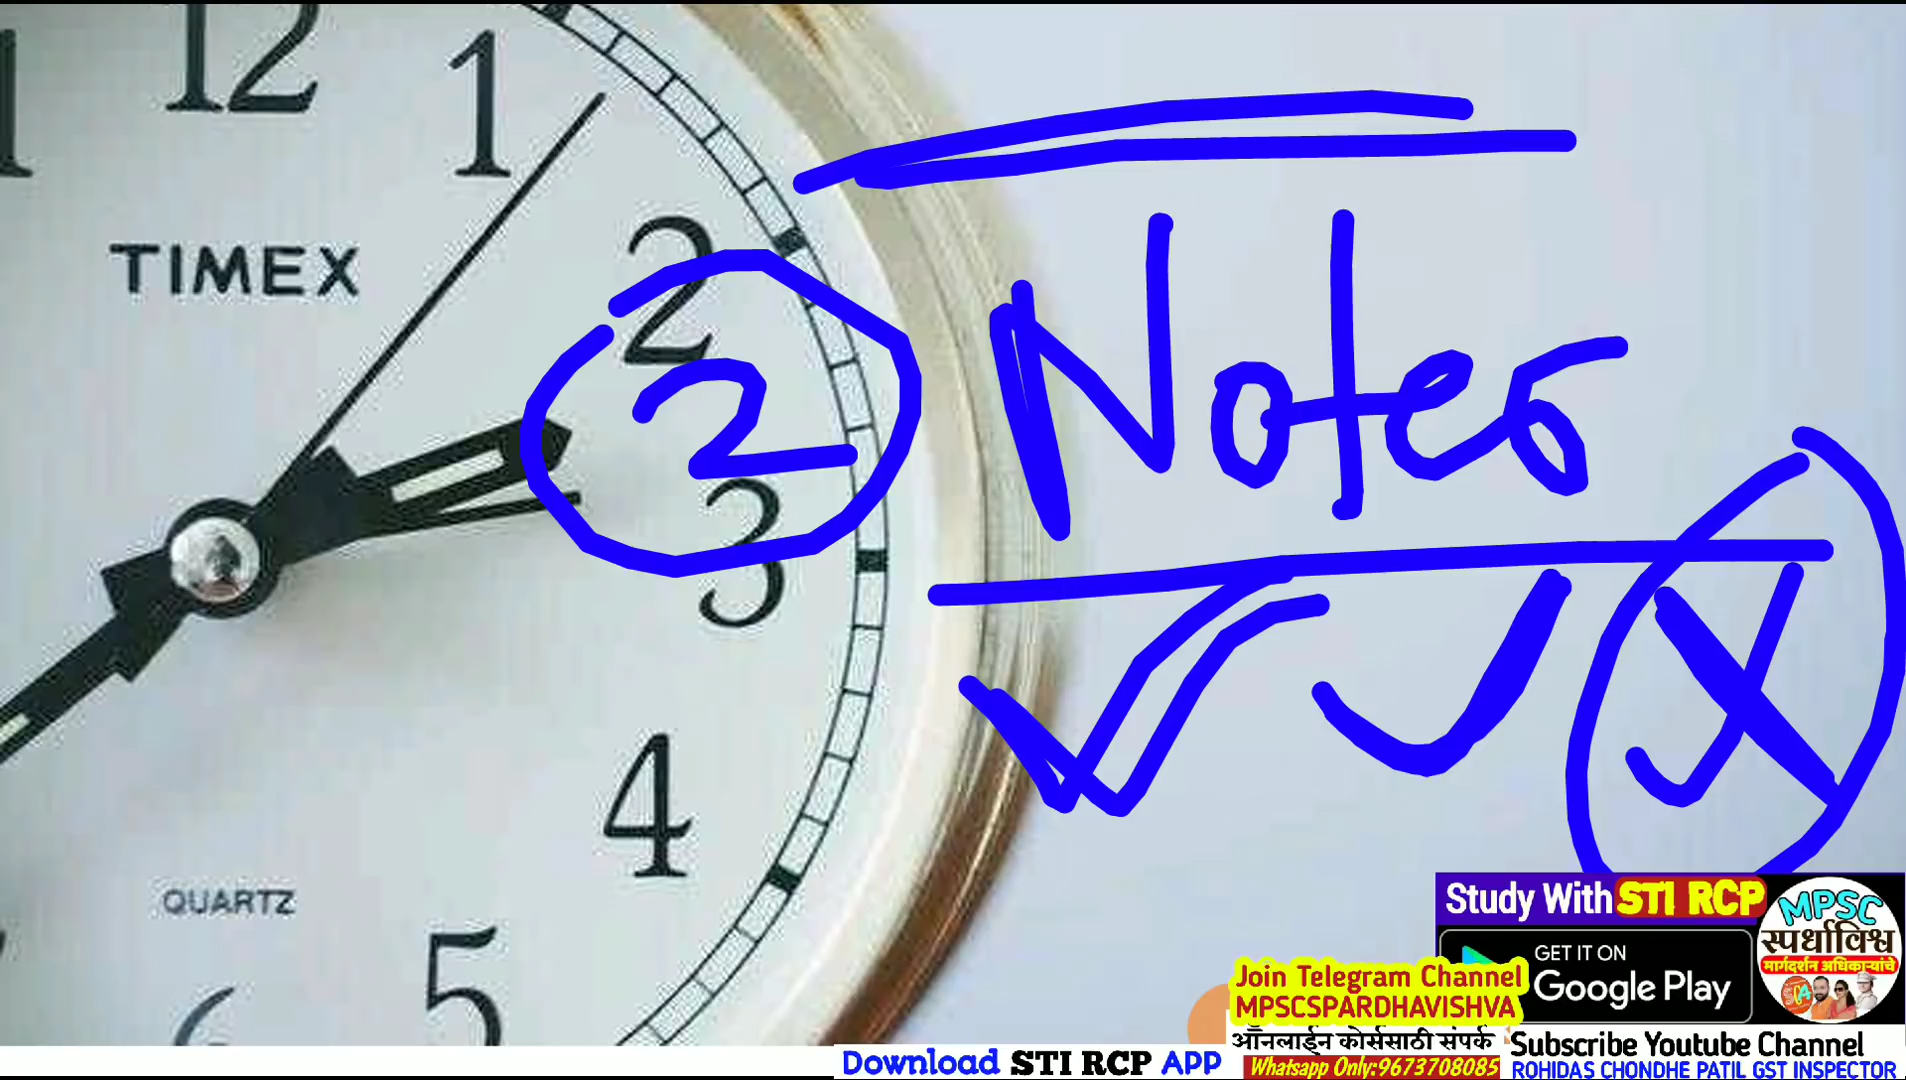 12
1
TIMEX
2
2
Notes
3
4
QUARTZ
5
6
Study With STI RCP
MPSC
स्पर्धाविश्व
मार्गदर्शन अधिकाऱ्यांचे
GET IT ON
Google Play
Join Telegram Channel
MPSCSPARDHAVISHVA
ऑनलाईन कोर्ससाठी संपर्क
Whatsapp Only:9673708085
Download STI RCP APP
Subscribe Youtube Channel
ROHIDAS CHONDHE PATIL GST INSPECTOR